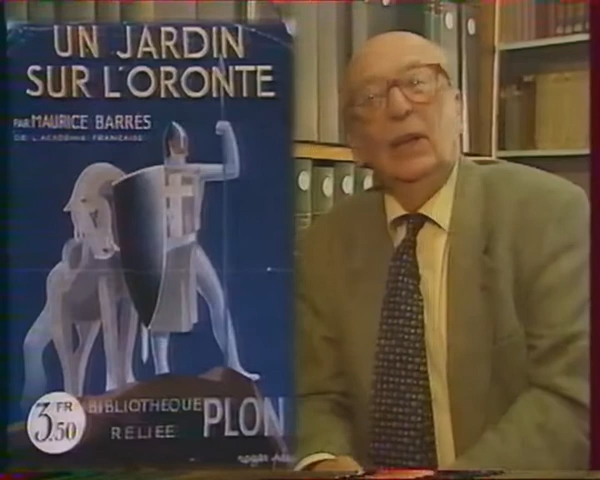 UN JARDIN
SUR L'ORONTE
PAR MAURICE BARRÈS
DE L'ACADÉMIE FRANÇAISE
3 FR .50
BIBLIOTHÈQUE
RELIÉE
PLON